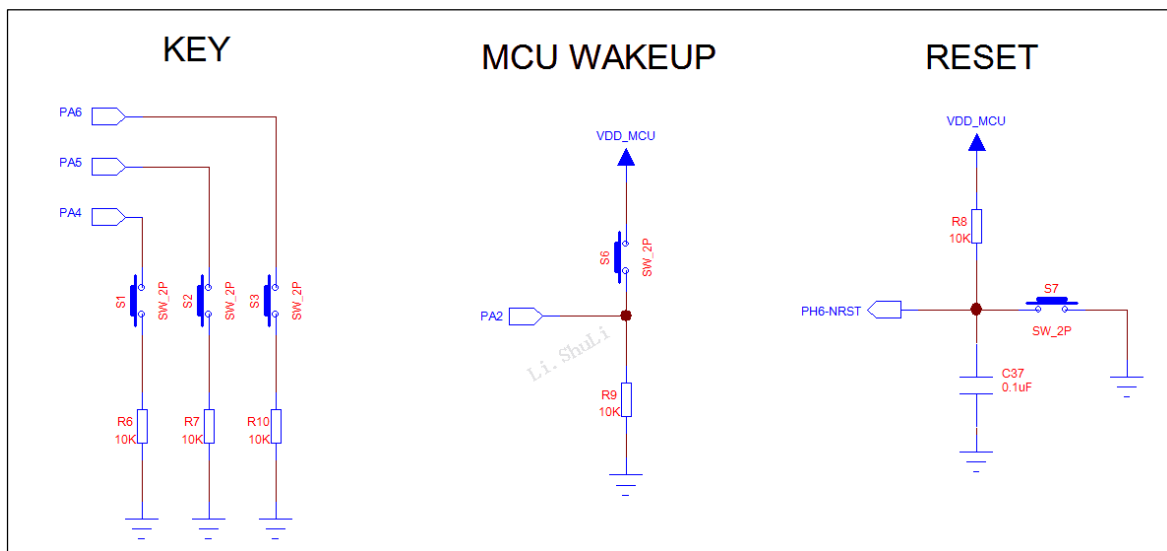 KEY
PA6
PA5
PA4
S1
SW_2P
S2
SW_2P
S3
SW_2P
R6
10K
R7
10K
R10
10K
MCU WAKEUP
VDD_MCU
S6
SW_2P
PA2
Li.ShuLi
R9
10K
RESET
VDD_MCU
R8
10K
PH6-NRST
S7
SW_2P
C37
0.1uF